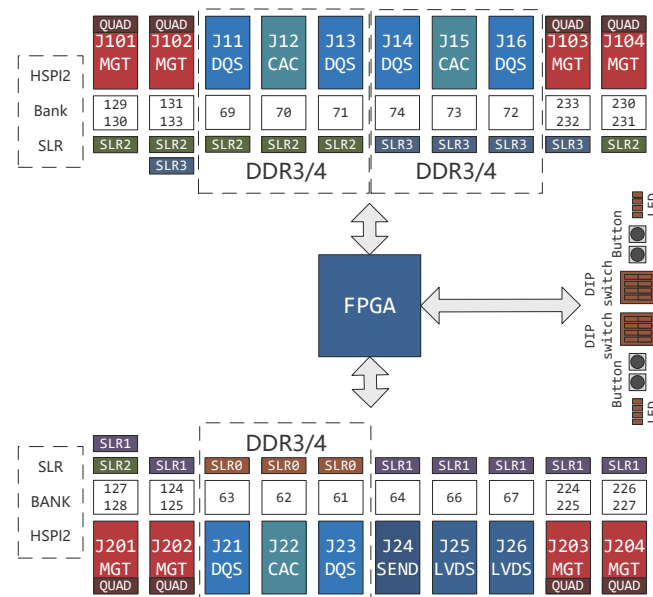 QUAD QUAD QUAD QUAD
J101 J102 J11 J12 J13 J14 J15 J16 J103 J104
MGT MGT DQS CAC DQS DQS CAC DQS MGT MGT
HSPI2
Bank 129 131 69 70 71 74 73 72 233 230
130 133 232 231
SLR SLR2 SLR2 SLR2 SLR2 SLR2 SLR3 SLR3 SLR3 SLR3 SLR2
SLR3
DDR3/4 DDR3/4
LED
Button
DIP
switch
FPGA
DIP
switch
Button
LED
DDR3/4
SLR1
SLR SLR2 SLR1 SLR0 SLR0 SLR0 SLR1 SLR1 SLR1 SLR1 SLR1
BANK 127 124 63 62 61 64 66 67 224 226
128 125 225 227
HSPI2
J201 J202 J21 J22 J23 J24 J25 J26 J203 J204
MGT MGT DQS CAC DQS SEND LVDS LVDS MGT MGT
QUAD QUAD QUAD QUAD